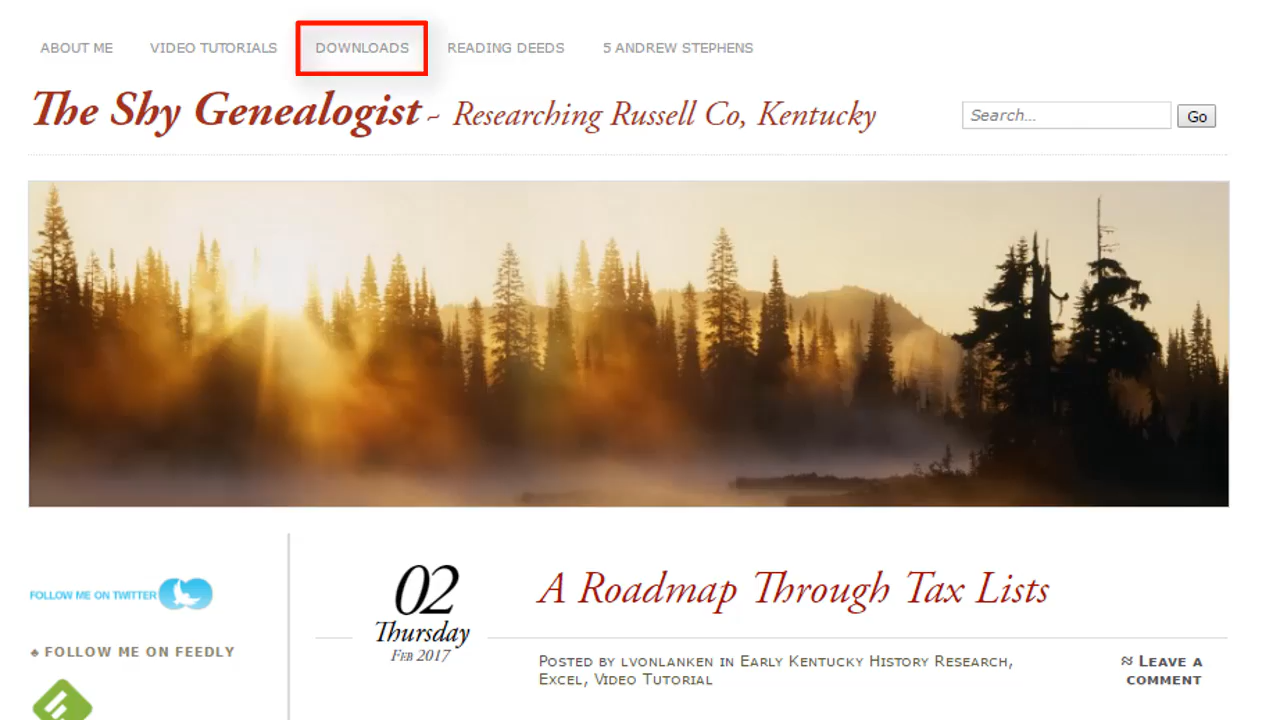 ABOUT ME VIDEO TUTORIALS DOWNLOADS READING DEEDS 5 ANDREW STEPHENS
The Shy Genealogist ~ Researching Russell Co, Kentucky
Search... Go
FOLLOW ME ON TWITTER
♠ FOLLOW ME ON FEEDLY
02
Thursday
Feb 2017
A Roadmap Through Tax Lists
Posted by lvonlanken in Early Kentucky History Research,
Excel, Video Tutorial
≈ Leave a
comment